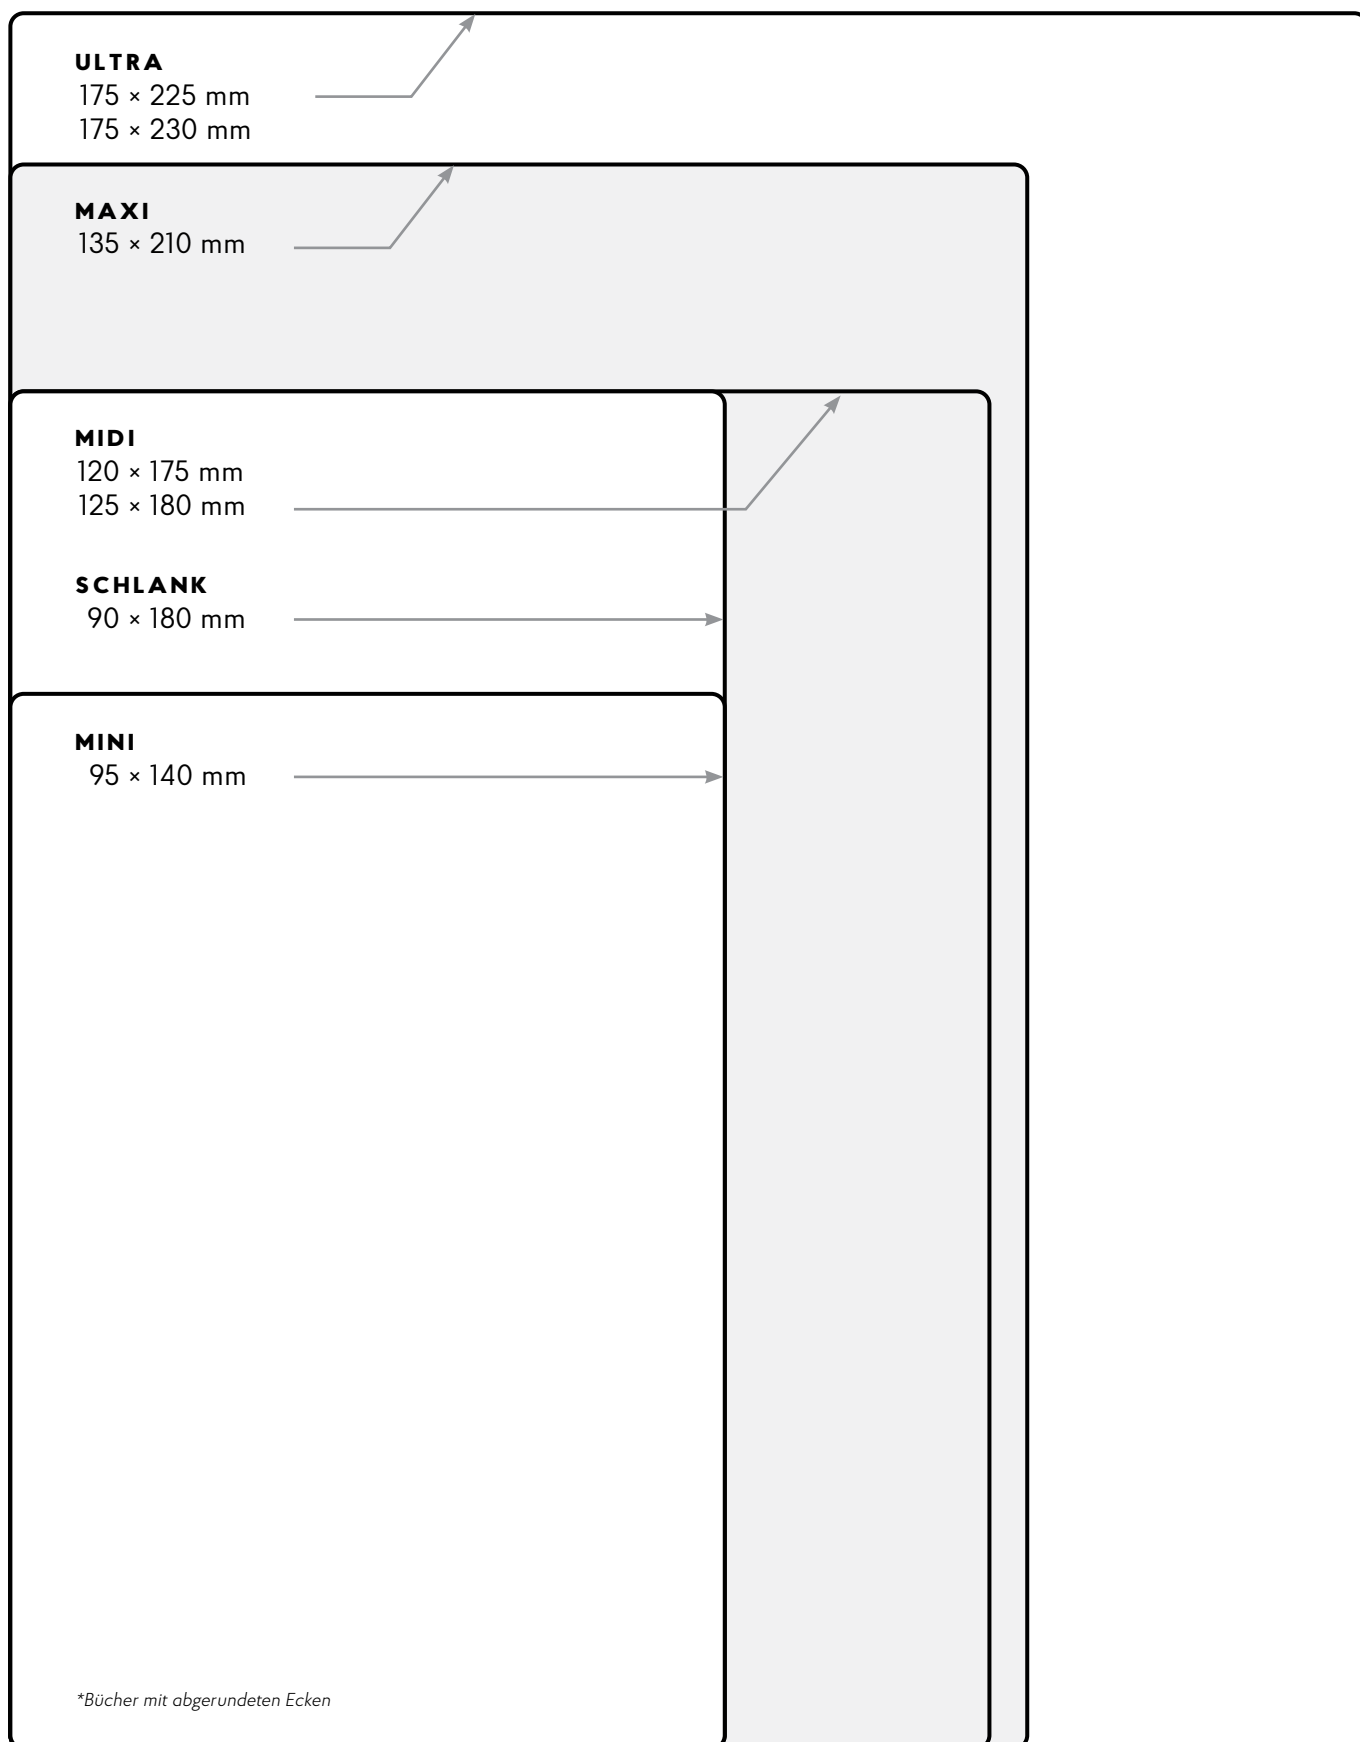 ULTRA
175 × 225 mm
175 × 230 mm
MAXI
135 × 210 mm
MIDI
120 × 175 mm
125 × 180 mm
SCHLANK
90 × 180 mm
MINI
95 × 140 mm
*Bücher mit abgerundeten Ecken